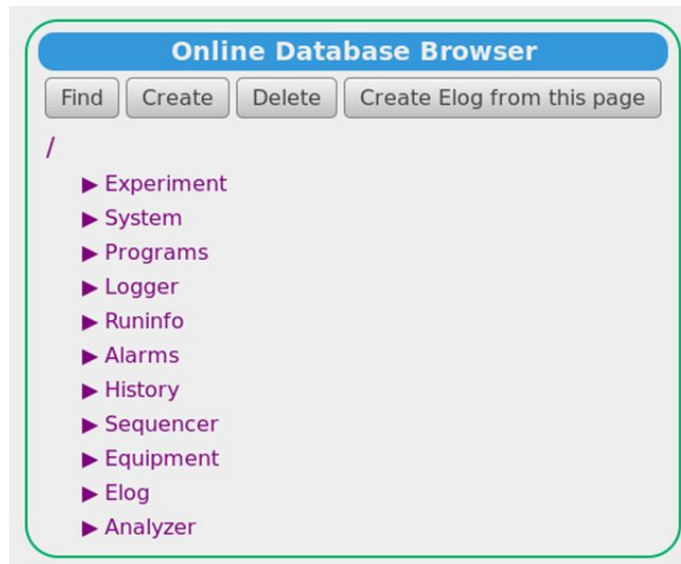 Online Database Browser
Find Create Delete Create Elog from this page
/
▶ Experiment
▶ System
▶ Programs
▶ Logger
▶ Runinfo
▶ Alarms
▶ History
▶ Sequencer
▶ Equipment
▶ Elog
▶ Analyzer